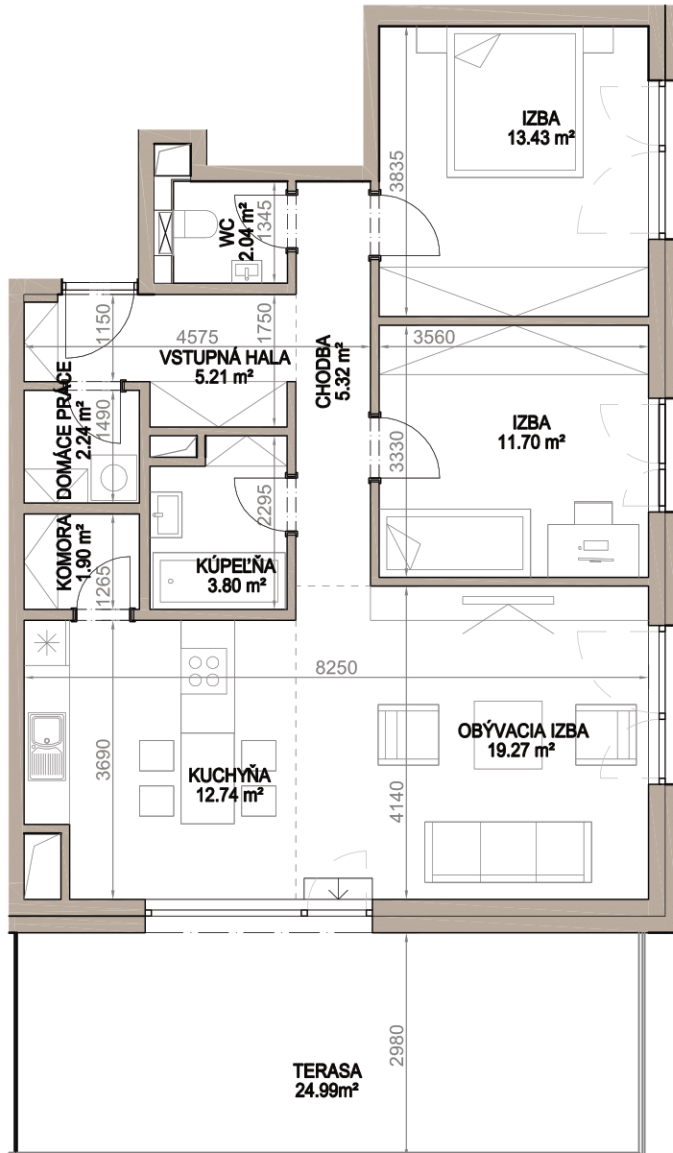 IZBA
13.43 m²
3835
WC
2.04 m²
1345
1150
4575
1750
VSTUPNÁ HALA
5.21 m²
CHODBA
5.32 m²
3560
IZBA
11.70 m²
3330
DOMÁCE PRÁCE
2.24 m²
1490
KOMORA
1.90 m²
1265
2295
KÚPEĽŇA
3.80 m²
8250
3690
KUCHYŇA
12.74 m²
OBÝVACIA IZBA
19.27 m²
4140
2980
TERASA
24.99m²